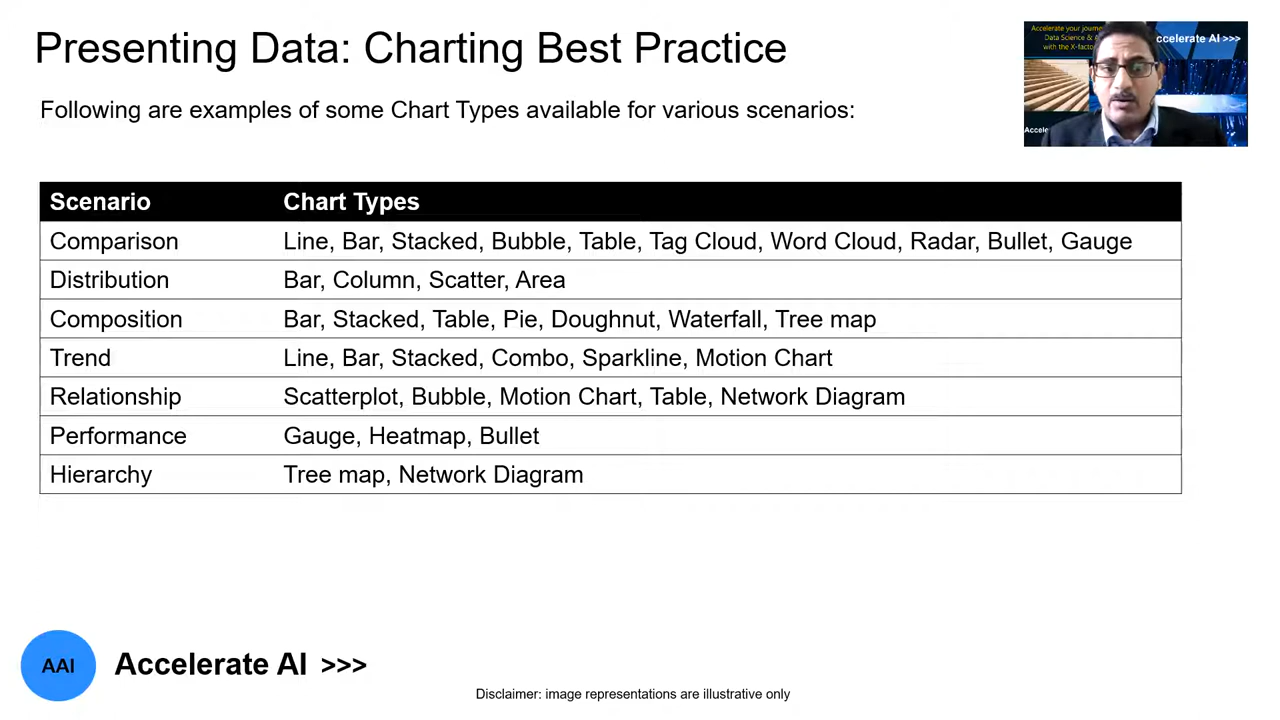 Presenting Data: Charting Best Practice
Accelerate your journe
Data Science & A
with the X-facto
ccelerate AI >>>
Accele
Following are examples of some Chart Types available for various scenarios:
Scenario Chart Types
Comparison Line, Bar, Stacked, Bubble, Table, Tag Cloud, Word Cloud, Radar, Bullet, Gauge
Distribution Bar, Column, Scatter, Area
Composition Bar, Stacked, Table, Pie, Doughnut, Waterfall, Tree map
Trend Line, Bar, Stacked, Combo, Sparkline, Motion Chart
Relationship Scatterplot, Bubble, Motion Chart, Table, Network Diagram
Performance Gauge, Heatmap, Bullet
Hierarchy Tree map, Network Diagram
AAI Accelerate AI >>>
Disclaimer: image representations are illustrative only